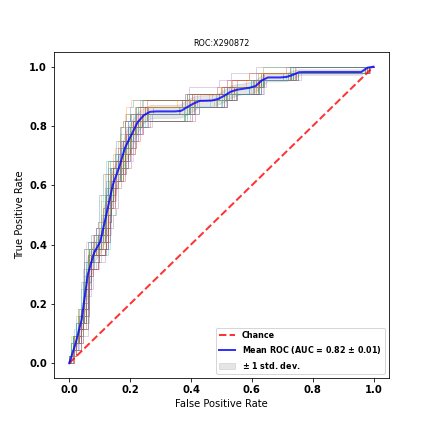 ROC:X290872
1.0
0.8
0.6
0.4
0.2
0.0
True Positive Rate
0.0 0.2 0.4 0.6 0.8 1.0
False Positive Rate
Chance
Mean ROC (AUC = 0.82 ± 0.01)
± 1 std. dev.